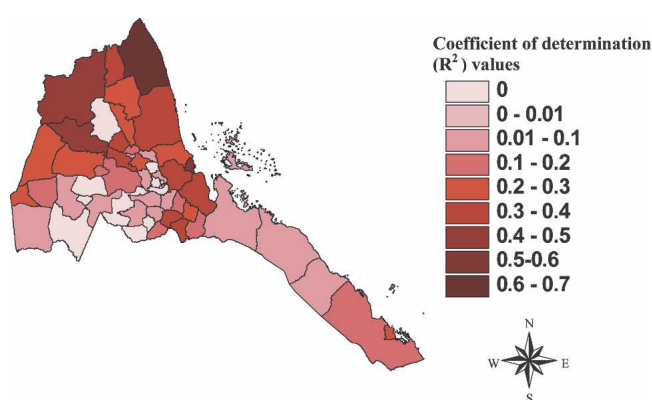 Coefficient of determination
(R²) values
0
0 - 0.01
0.01 - 0.1
0.1 - 0.2
0.2 - 0.3
0.3 - 0.4
0.4 - 0.5
0.5-0.6
0.6 - 0.7
N
W E
S